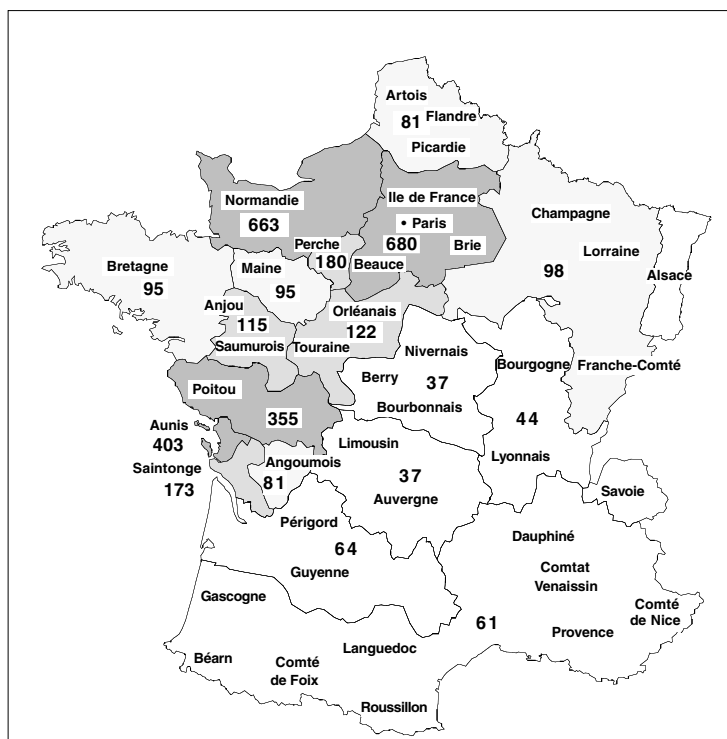 Artois
Flandre
81
Picardie
Normandie
663
Ile de France
• Paris
680
Brie
Perche
180
Beauce
Champagne
Lorraine
98
Alsace
Bretagne
95
Maine
95
Anjou
115
Saumurois
Orléanais
122
Touraine
Nivernais
Berry
37
Bourbonnais
Bourgogne
Franche-Comté
44
Lyonnais
Poitou
355
Aunis
403
Saintonge
173
Angoumois
81
Limousin
37
Auvergne
Savoie
Périgord
64
Guyenne
Dauphiné
Comtat
Venaissin
Comté
de Nice
61
Provence
Gascogne
Languedoc
Béarn
Comté
de Foix
Roussillon